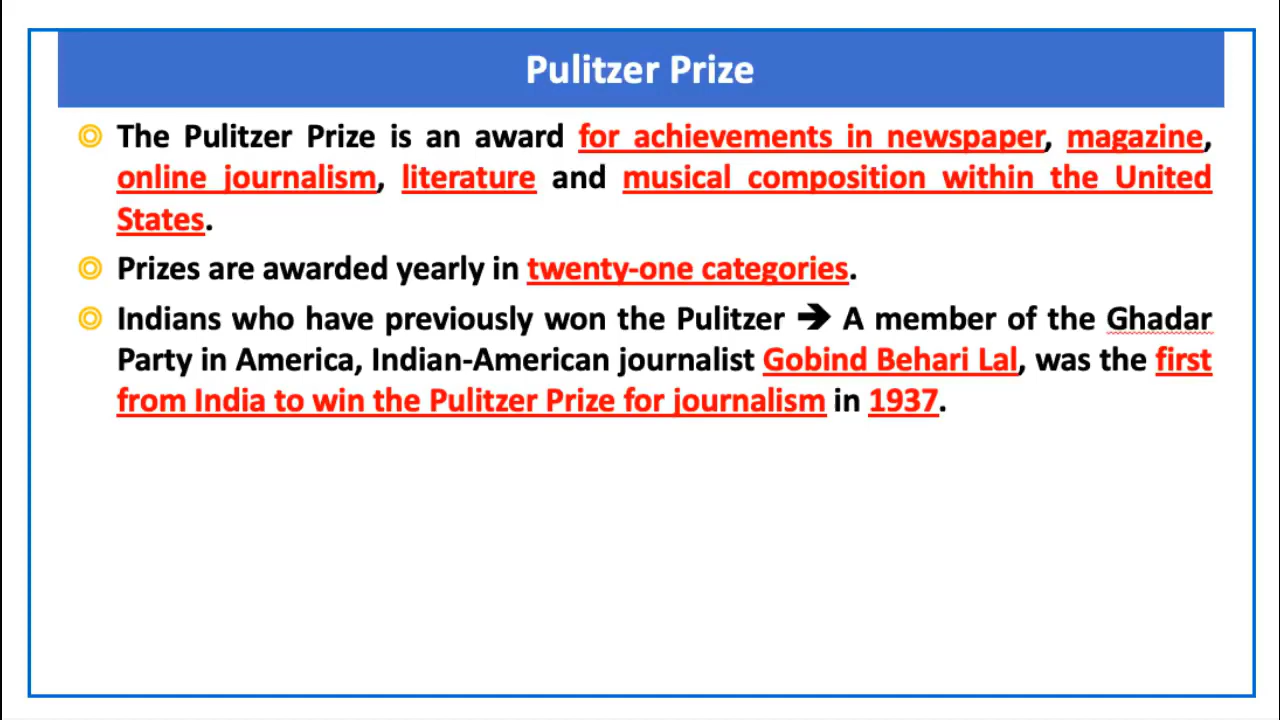 Pulitzer Prize
The Pulitzer Prize is an award for achievements in newspaper, magazine,
online journalism, literature and musical composition within the United
States.
Prizes are awarded yearly in twenty-one categories.
Indians who have previously won the Pulitzer ➔ A member of the Ghadar
Party in America, Indian-American journalist Gobind Behari Lal, was the first
from India to win the Pulitzer Prize for journalism in 1937.